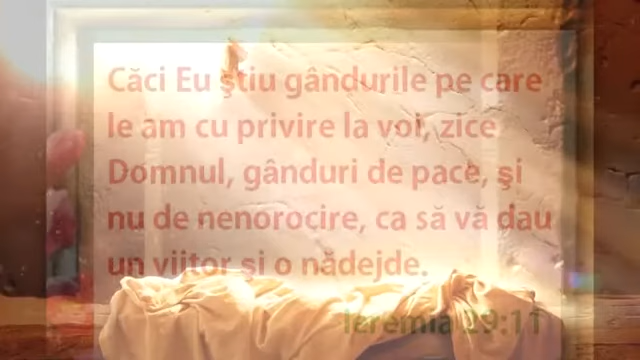 Căci Eu ştiu gândurile pe care
le am cu privire la voi, zice
Domnul, gânduri de pace, şi
nu de nenorocire, ca să vă dau
un viitor şi o nădejde.
Ieremia 29:11